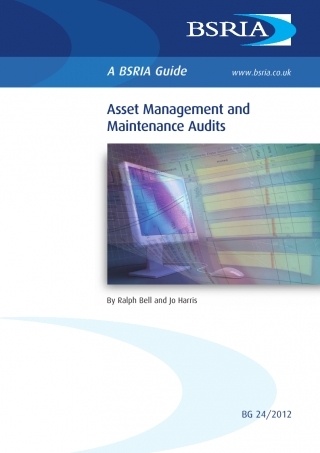 BSRIA
A BSRIA Guide
www.bsria.co.uk
Asset Management and
Maintenance Audits
By Ralph Bell and Jo Harris
BG 24/2012